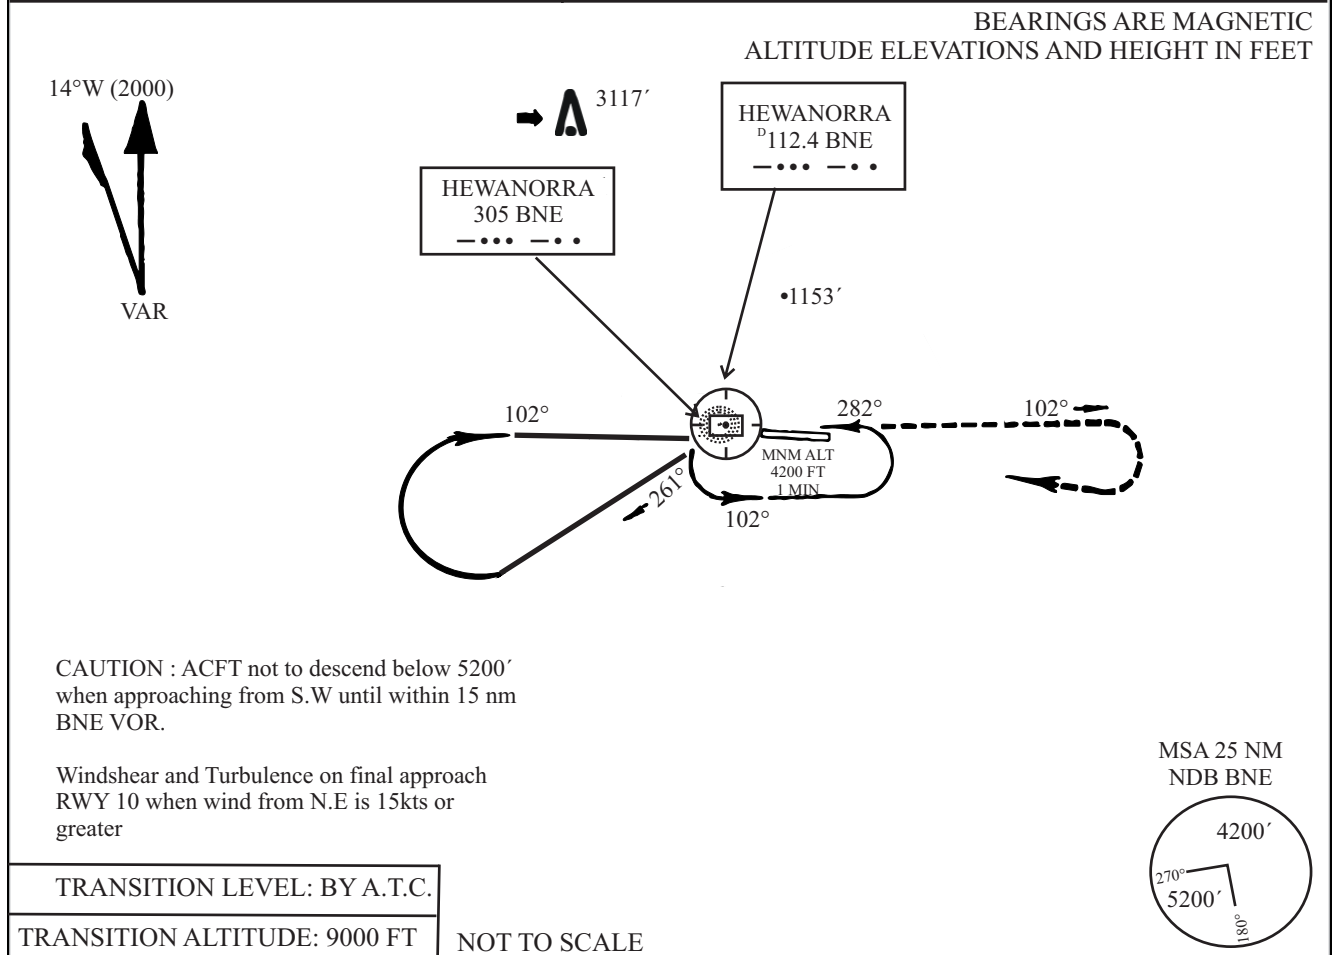 BEARINGS ARE MAGNETIC
ALTITUDE ELEVATIONS AND HEIGHT IN FEET
14°W (2000)
VAR
3117´
HEWANORRA
D112.4 BNE
HEWANORRA
305 BNE
•1153´
102°
282°
102°
MNM ALT
4200 FT
1 MIN
261°
102°
CAUTION : ACFT not to descend below 5200´
when approaching from S.W until within 15 nm
BNE VOR.
Windshear and Turbulence on final approach
RWY 10 when wind from N.E is 15kts or
greater
MSA 25 NM
NDB BNE
4200´
270°
5200´
180°
TRANSITION LEVEL: BY A.T.C.
TRANSITION ALTITUDE: 9000 FT
NOT TO SCALE